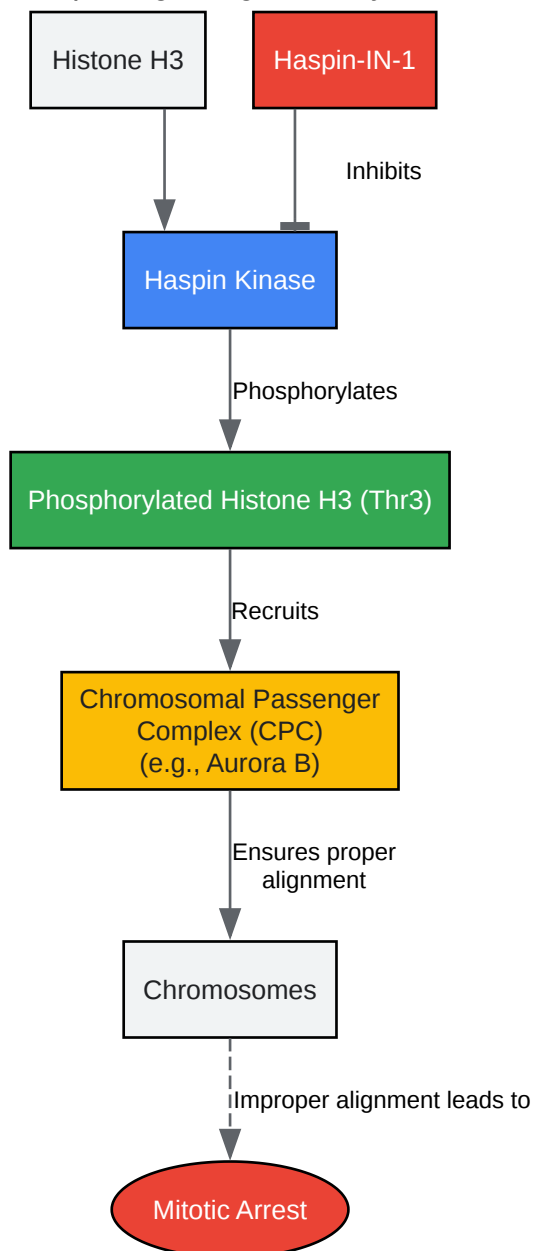 Histone H3
Haspin-IN-1
Inhibits
Haspin Kinase
Phosphorylates
Phosphorylated Histone H3 (Thr3)
Recruits
Chromosomal Passenger
Complex (CPC)
(e.g., Aurora B)
Ensures proper
alignment
Chromosomes
Improper alignment leads to
Mitotic Arrest